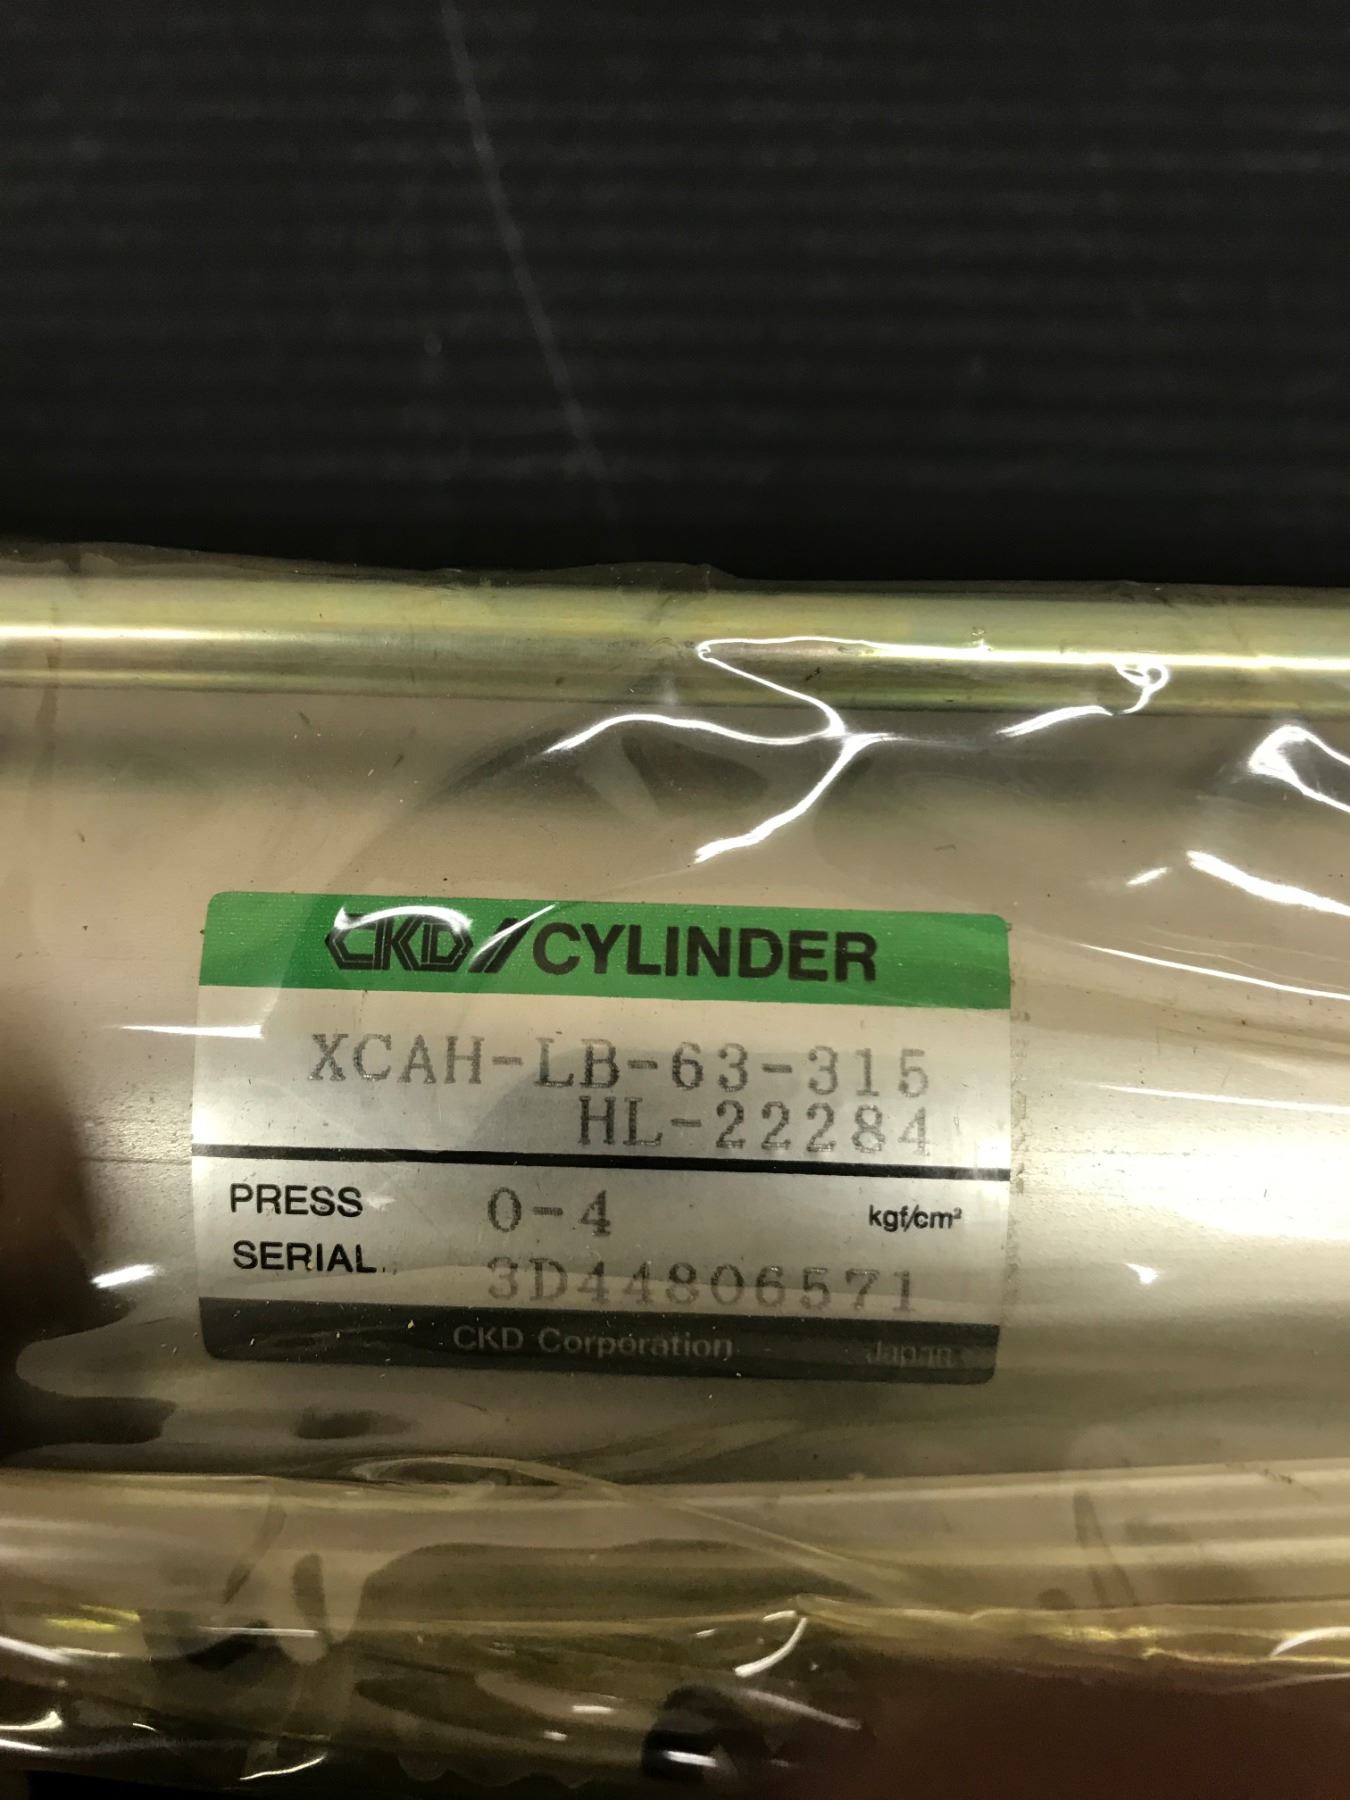 CKD//CYLINDER
XCAH-LB-63-315
HL-22284
PRESS 0-4 kgf/cm²
SERIAL 3D44806571
CKD Corporation Japan